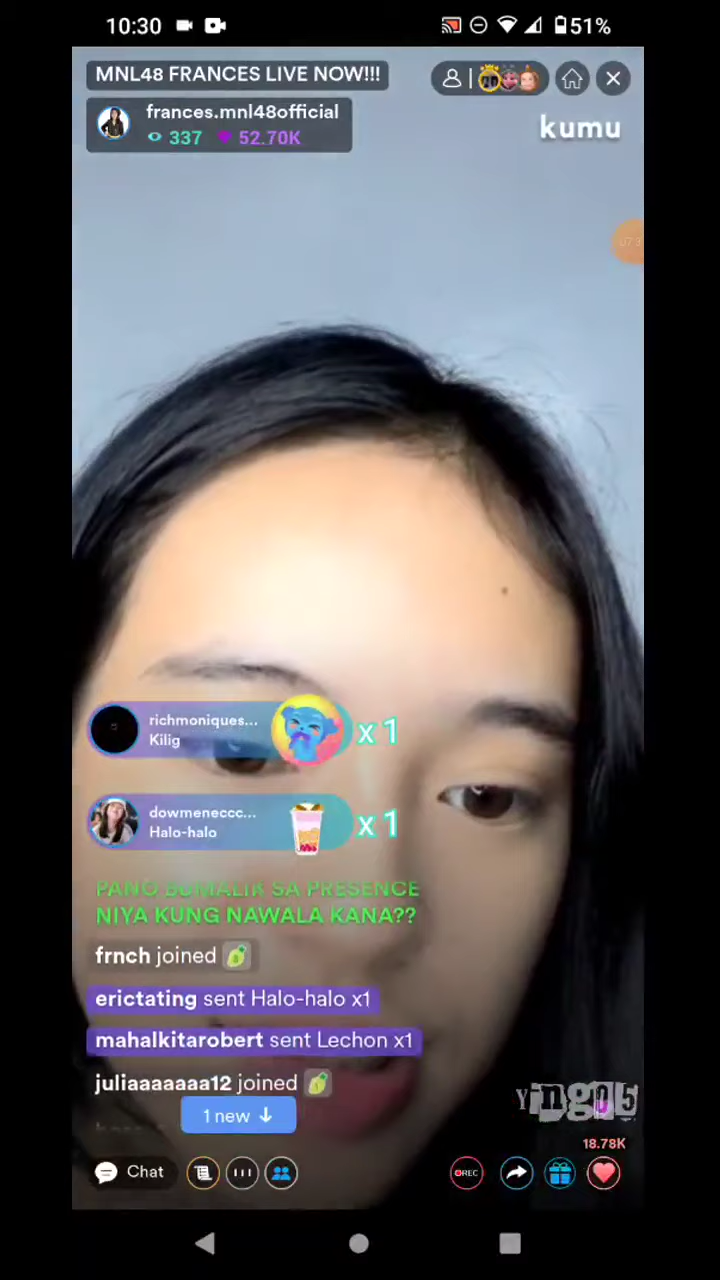 10:30
51%
MNL48 FRANCES LIVE NOW!!!
frances.mnl48official
337 52.70K
kumu
richmoniques...
Kilig
x 1
dowmeneccc...
Halo-halo
x 1
PANO BUMALIK SA PRESENCE
NIYA KUNG NAWALA KANA??
frnch joined
erictating sent Halo-halo x1
mahalkitarobert sent Lechon x1
juliaaaaaaa12 joined
1 new
18.78K
Chat
REC